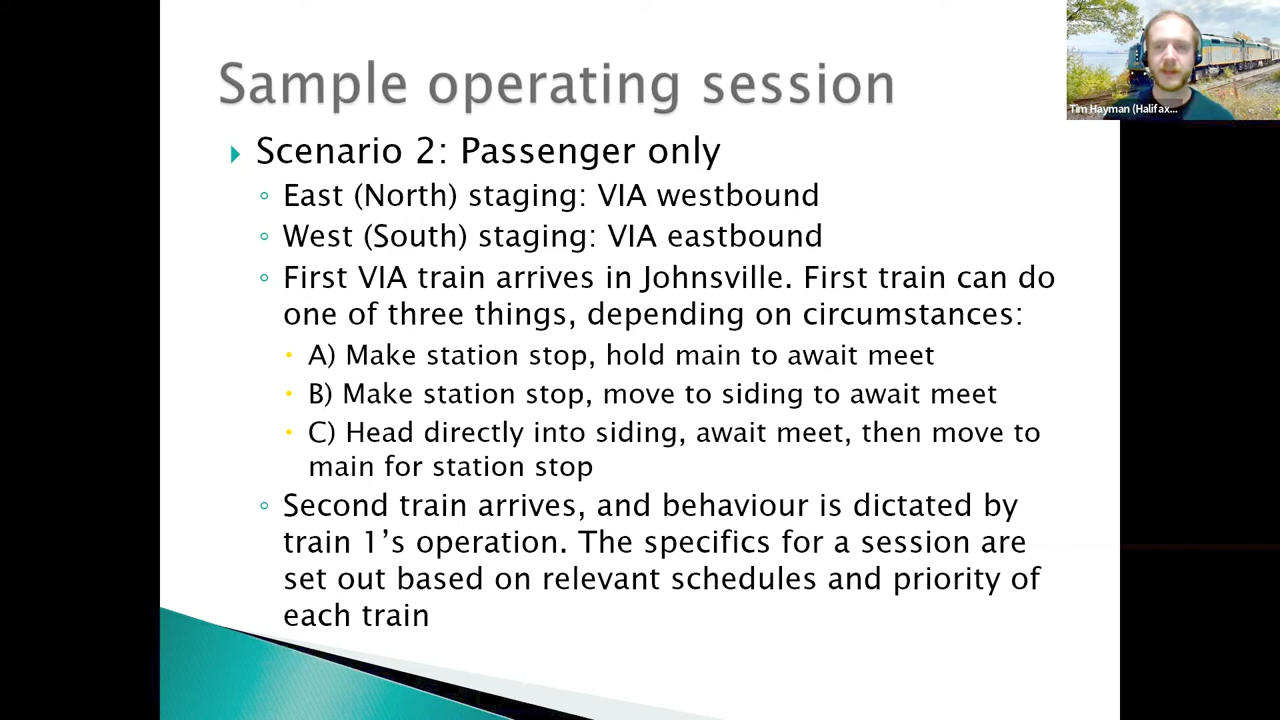 Sample operating session
Tim Hayman (Halifax...
Scenario 2: Passenger only
East (North) staging: VIA westbound
West (South) staging: VIA eastbound
First VIA train arrives in Johnsville. First train can do
one of three things, depending on circumstances:
A) Make station stop, hold main to await meet
B) Make station stop, move to siding to await meet
C) Head directly into siding, await meet, then move to
main for station stop
Second train arrives, and behaviour is dictated by
train 1’s operation. The specifics for a session are
set out based on relevant schedules and priority of
each train